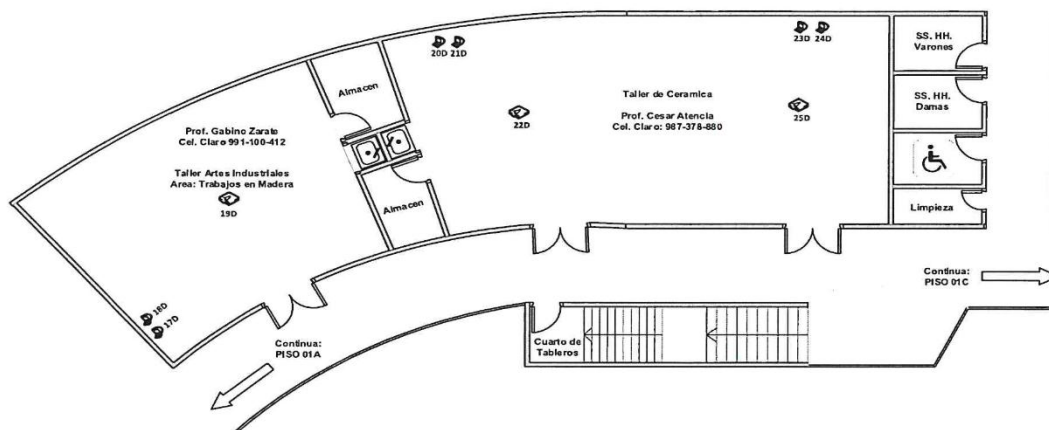 Prof. Gabino Zarate
Cel. Claro 991-100-412
Taller Artes Industriales
Area: Trabajos en Madera
19D
18D
17D
Almacen
Almacen
20D 21D
22D
Taller de Ceramica
Prof. Cesar Atencia
Cel. Claro: 987-378-880
23D 24D
25D
SS. HH.
Varones
SS. HH.
Damas
Limpieza
Continua:
PISO 01C
Cuarto de
Tableros
Continua:
PISO 01A